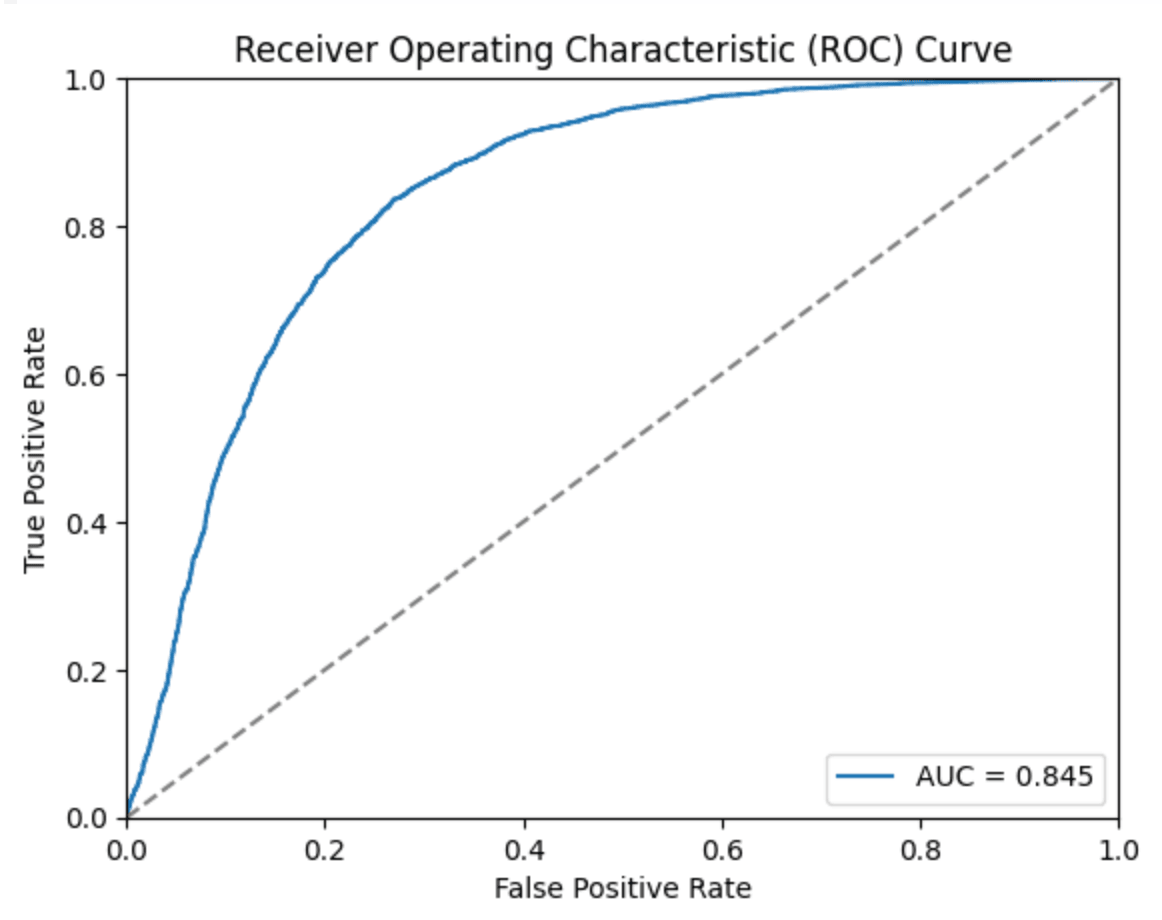 Receiver Operating Characteristic (ROC) Curve
1.0
0.8
0.6
0.4
0.2
0.0
True Positive Rate
AUC = 0.845
0.0 0.2 0.4 0.6 0.8 1.0
False Positive Rate